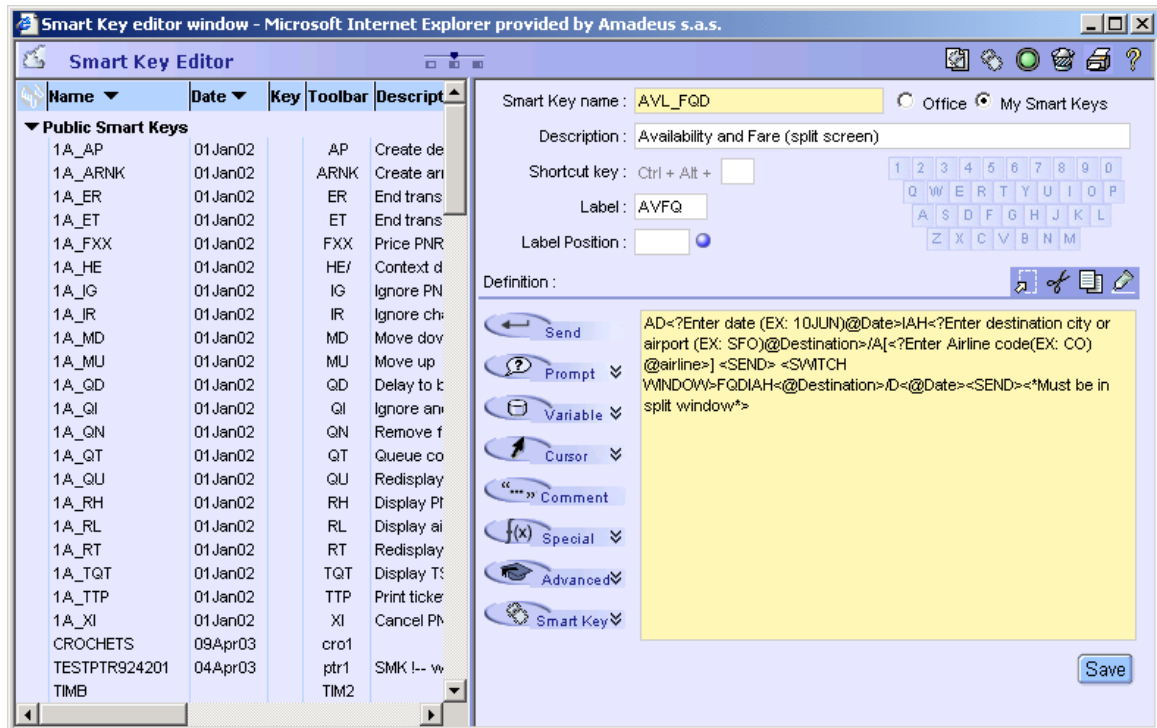 Smart Key editor window - Microsoft Internet Explorer provided by Amadeus s.a.s.
Smart Key Editor
Name Date Key Toolbar Descript
Public Smart Keys
1A_AP 01Jan02 AP Create de
1A_ARNK 01Jan02 ARNK Create arr
1A_ER 01Jan02 ER End trans
1A_ET 01Jan02 ET End trans
1A_FXX 01Jan02 FXX Price PNR
1A_HE 01Jan02 HE/ Context d
1A_IG 01Jan02 IG Ignore PN
1A_IR 01Jan02 IR Ignore cha
1A_MD 01Jan02 MD Move dov
1A_MU 01Jan02 MU Move up
1A_QD 01Jan02 QD Delay to b
1A_QI 01Jan02 QI Ignore an
1A_QN 01Jan02 QN Remove f
1A_QT 01Jan02 QT Queue co
1A_QU 01Jan02 QU Redisplay
1A_RH 01Jan02 RH Display P
1A_RL 01Jan02 RL Display ai
1A_RT 01Jan02 RT Redisplay
1A_TQT 01Jan02 TQT Display TS
1A_TTP 01Jan02 TTP Print ticke
1A_XI 01Jan02 XI Cancel PN
CROCHETS 09Apr03 cro1
TESTPTR924201 04Apr03 ptr1 SMK !-- w
TIMB TIM2
Smart Key name : AVL_FQD Office My Smart Keys
Description : Availability and Fare (split screen)
Shortcut key : Ctrl + Alt +
Label : AVFQ
Label Position :
1 2 3 4 5 6 7 8 9 0
Q W E R T Y U I O P
A S D F G H J K L
Z X C V B N M
Definition :
Send
Prompt
Variable
Cursor
Comment
f(x) Special
Advanced
Smart Key
AD<?Enter date (EX: 10JUN)@Date>IAH<?Enter destination city or
airport (EX: SFO)@Destination>/A[<?Enter Airline code(EX: CO)
@airline>] <SEND> <SWITCH
WINDOW>FQDIAH<@Destination>/D<@Date><SEND><*Must be in
split window*>
Save